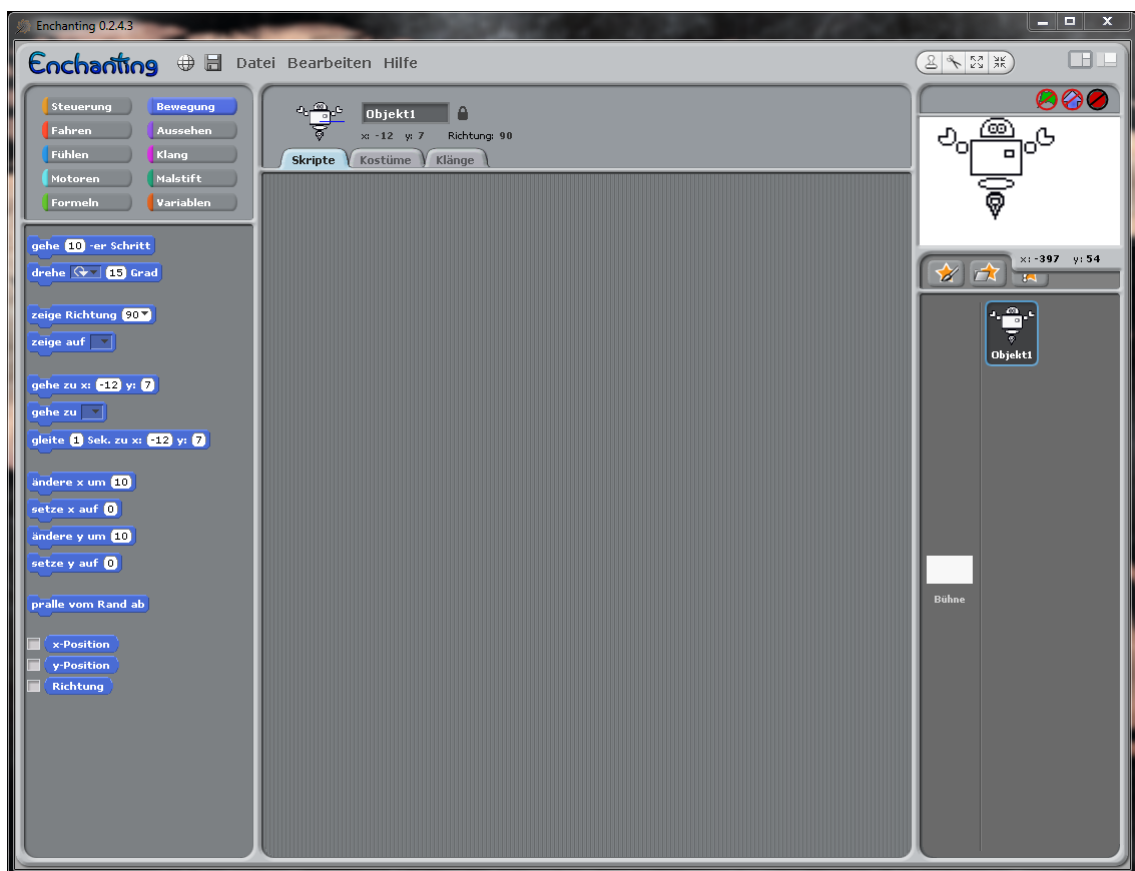 Enchanting 0.2.4.3
Enchanting Datei Bearbeiten Hilfe
Steuerung Bewegung
Fahren Aussehen
Fühlen Klang
Motoren Malstift
Formeln Variablen
Objekt1
x: -12 y: 7 Richtung: 90
Skripte Kostüme Klänge
gehe 10 -er Schritt
drehe 15 Grad
zeige Richtung 90
zeige auf
gehe zu x: -12 y: 7
gehe zu
gleite 1 Sek. zu x: -12 y: 7
ändere x um 10
setze x auf 0
ändere y um 10
setze y auf 0
pralle vom Rand ab
x-Position
y-Position
Richtung
x: -397 y: 54
Objekt1
Bühne